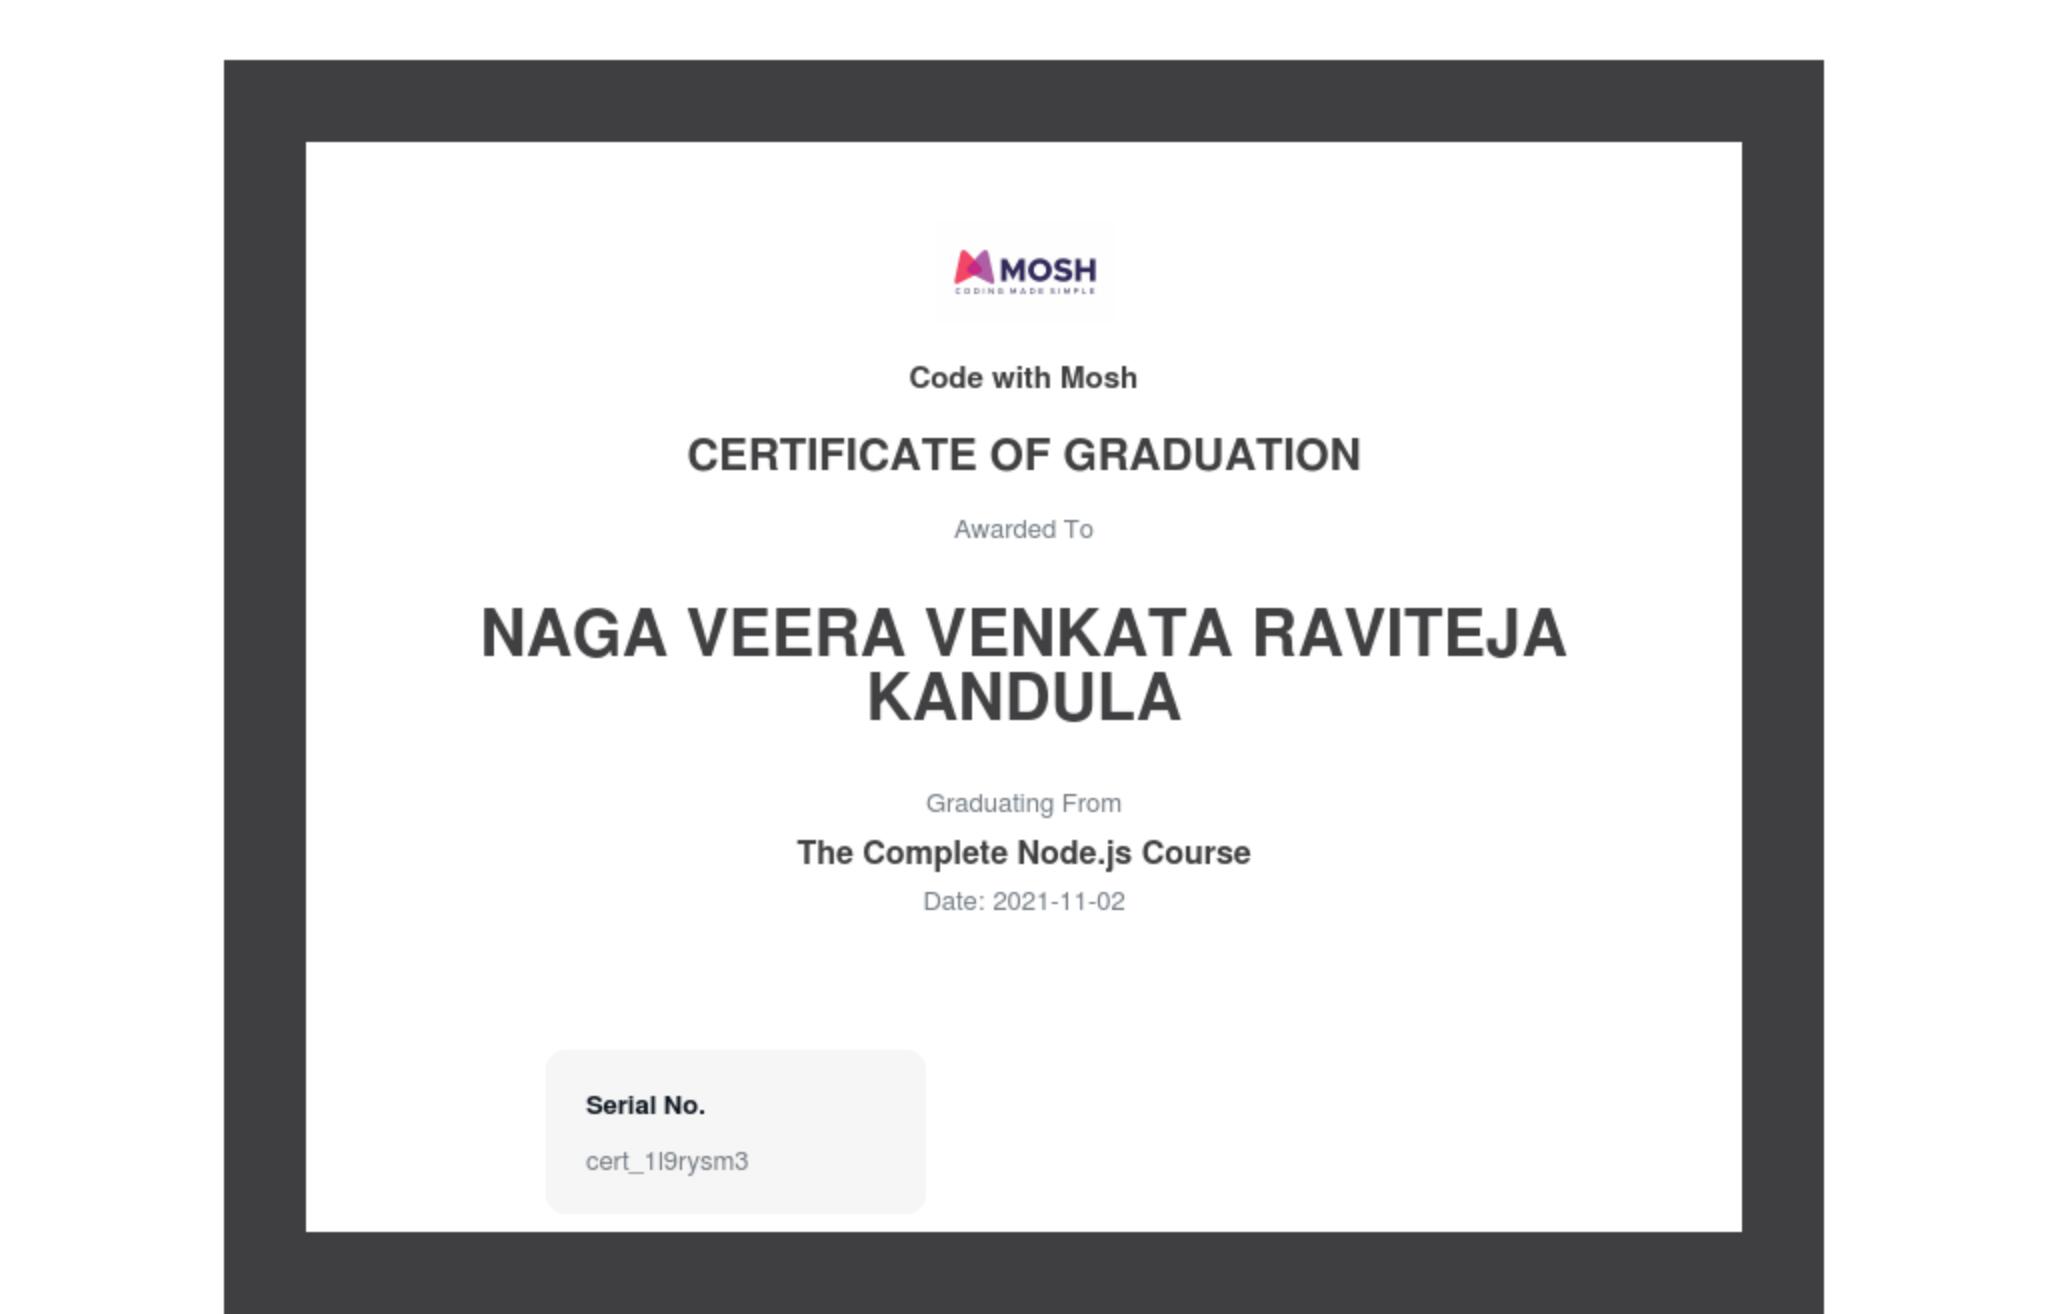 MOSH
CODING MADE SIMPLE
Code with Mosh
CERTIFICATE OF GRADUATION
Awarded To
NAGA VEERA VENKATA RAVITEJA
KANDULA
Graduating From
The Complete Node.js Course
Date: 2021-11-02
Serial No.
cert_1l9rysm3